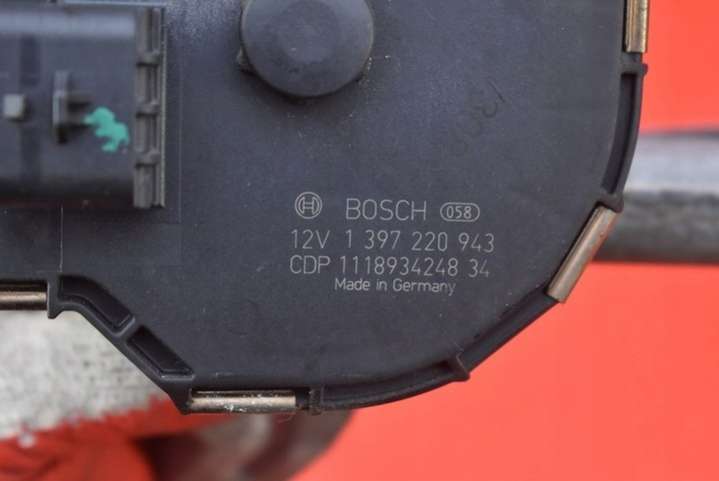 BOSCH 058
12V 1 397 220 943
CDP 1118934248 34
Made in Germany